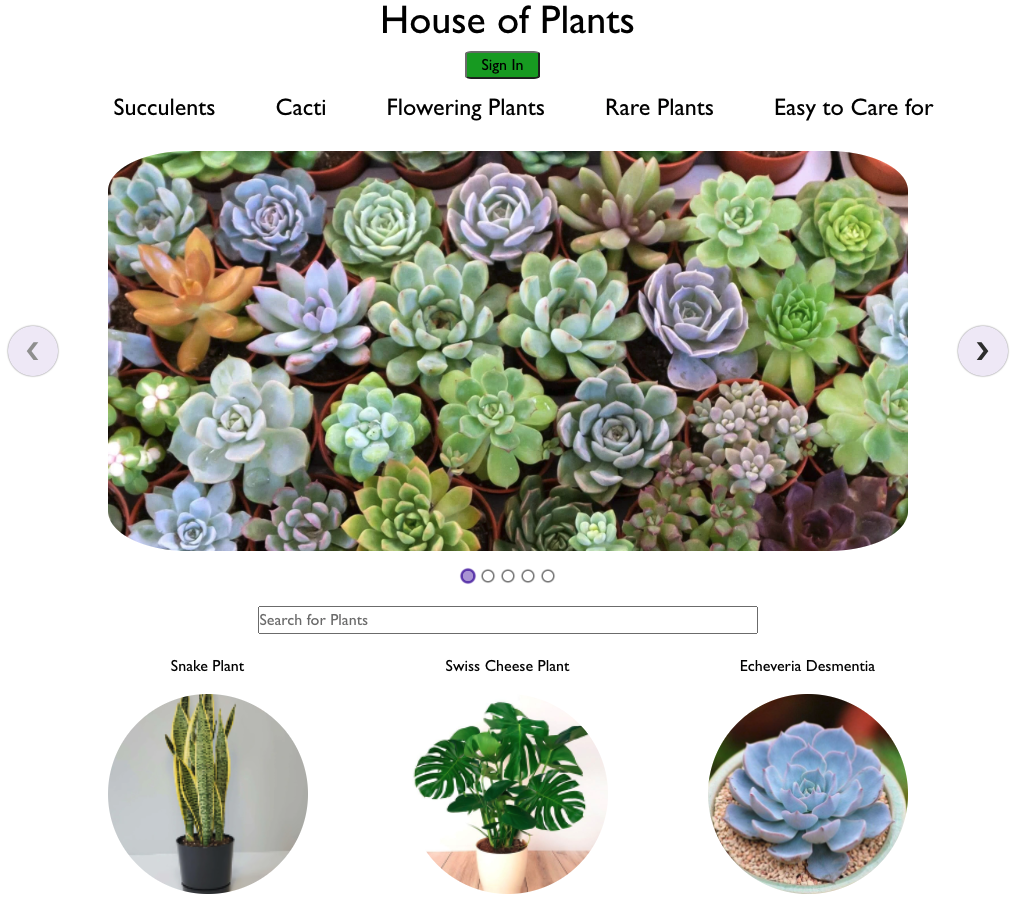 House of Plants
Sign In
Succulents Cacti Flowering Plants Rare Plants Easy to Care for
❮ ❯
Search for Plants
Snake Plant Swiss Cheese Plant Echeveria Desmentia